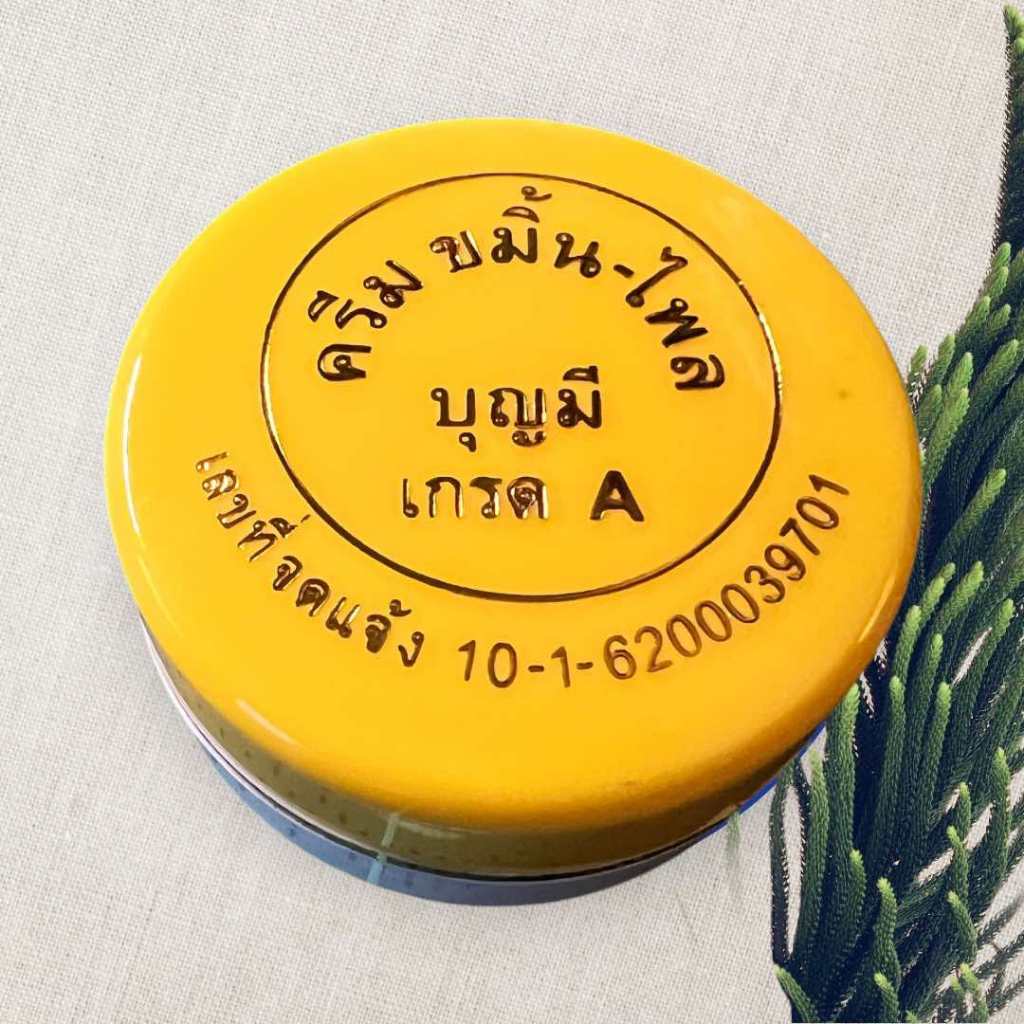 ครีม ขมิ้น-ไพล
บุญมี
เกรด A
เลขที่จดแจ้ง 10-1-6200039701